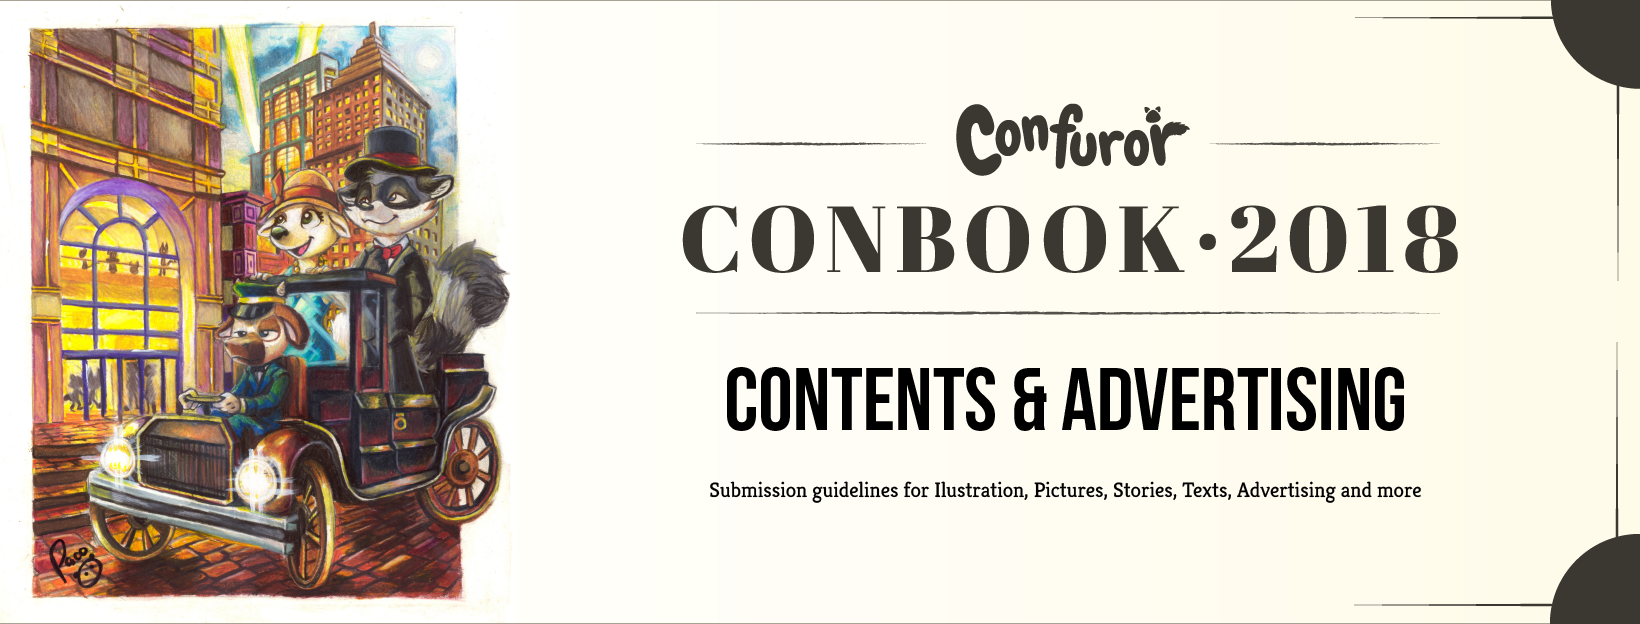 Confuror
CONBOOK•2018
CONTENTS & ADVERTISING
Submission guidelines for Ilustration, Pictures, Stories, Texts, Advertising and more
Paco